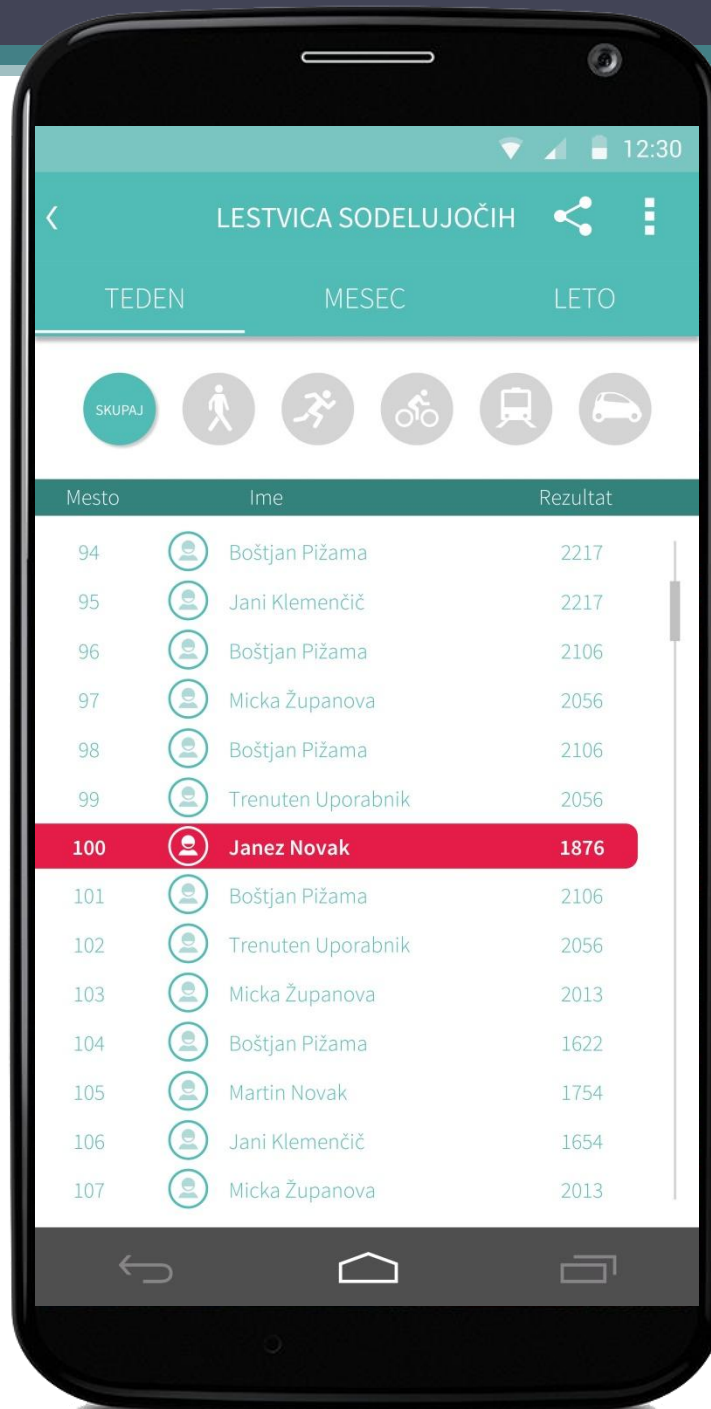 12:30
LESTVICA SODELUJOČIH
TEDEN MESEC LETO
SKUPAJ
Mesto Ime Rezultat
94 Boštjan Pižama 2217
95 Jani Klemenčič 2217
96 Boštjan Pižama 2106
97 Micka Županova 2056
98 Boštjan Pižama 2106
99 Trenuten Uporabnik 2056
100 Janez Novak 1876
101 Boštjan Pižama 2106
102 Trenuten Uporabnik 2056
103 Micka Županova 2013
104 Boštjan Pižama 1622
105 Martin Novak 1754
106 Jani Klemenčič 1654
107 Micka Županova 2013